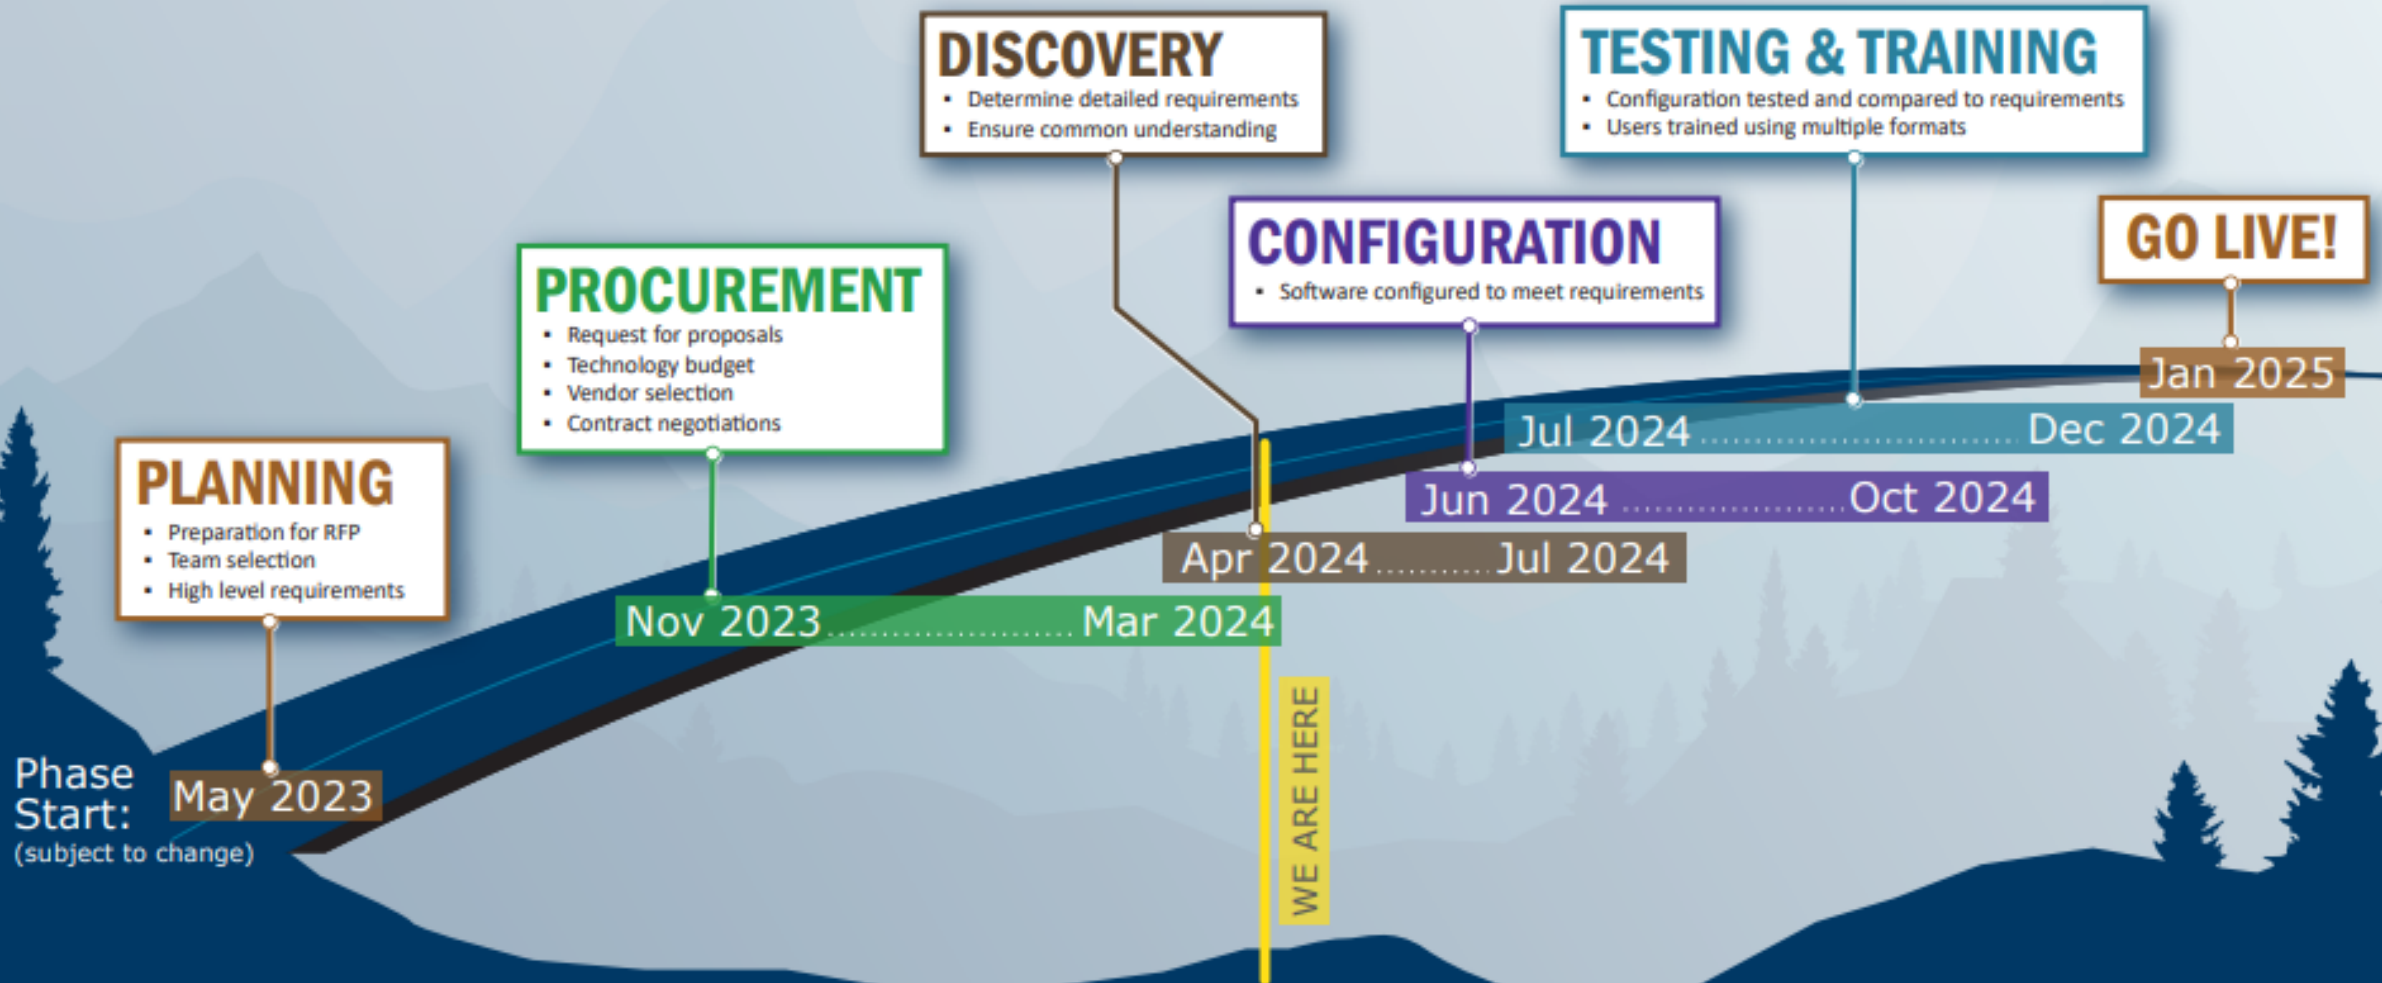 DISCOVERY
▪ Determine detailed requirements
▪ Ensure common understanding
TESTING & TRAINING
▪ Configuration tested and compared to requirements
▪ Users trained using multiple formats
CONFIGURATION
▪ Software configured to meet requirements
GO LIVE!
PROCUREMENT
▪ Request for proposals
▪ Technology budget
▪ Vendor selection
▪ Contract negotiations
PLANNING
▪ Preparation for RFP
▪ Team selection
▪ High level requirements
Jan 2025
Jul 2024 ........................... Dec 2024
Jun 2024 ................... Oct 2024
Apr 2024 .......... Jul 2024
Nov 2023 ..................... Mar 2024
Phase
Start:
(subject to change)
May 2023
WE ARE HERE